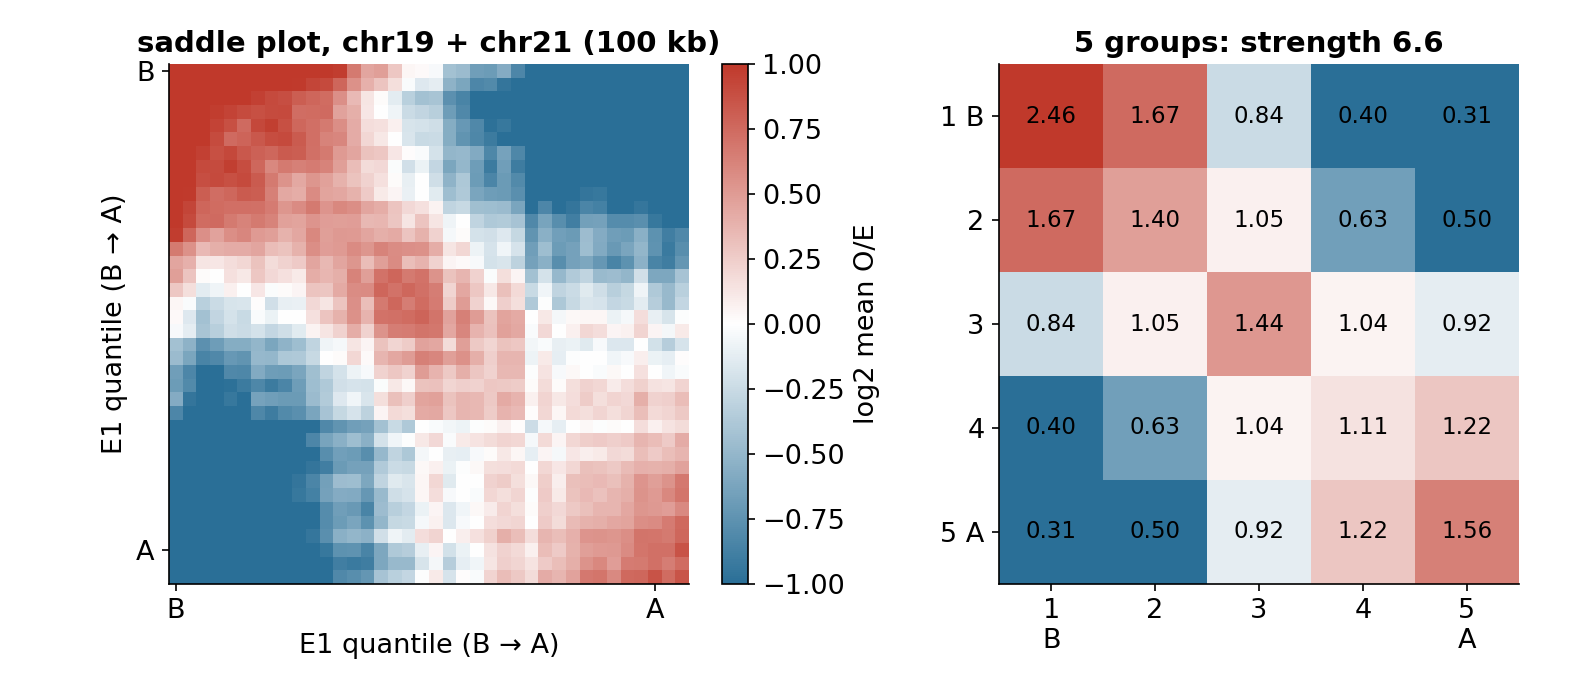 saddle plot, chr19 + chr21 (100 kb)
B
A
E1 quantile (B → A)
B A
E1 quantile (B → A)
1.00
0.75
0.50
0.25
0.00
−0.25
−0.50
−0.75
−1.00
log2 mean O/E
5 groups: strength 6.6
1 B 2.46 1.67 0.84 0.40 0.31
2 1.67 1.40 1.05 0.63 0.50
3 0.84 1.05 1.44 1.04 0.92
4 0.40 0.63 1.04 1.11 1.22
5 A 0.31 0.50 0.92 1.22 1.56
1 2 3 4 5
B A